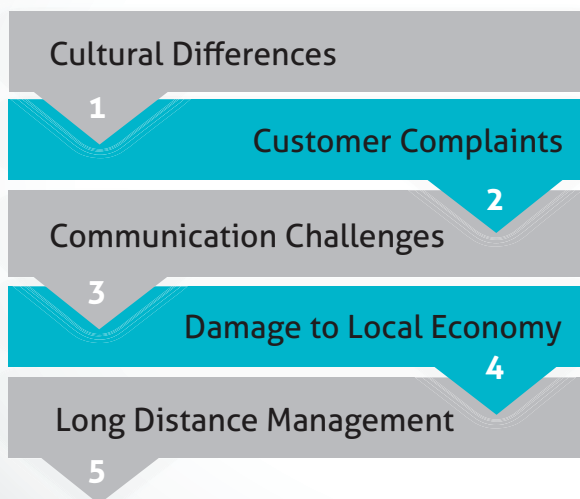 Cultural Differences
1
Customer Complaints
2
Communication Challenges
3
Damage to Local Economy
4
Long Distance Management
5